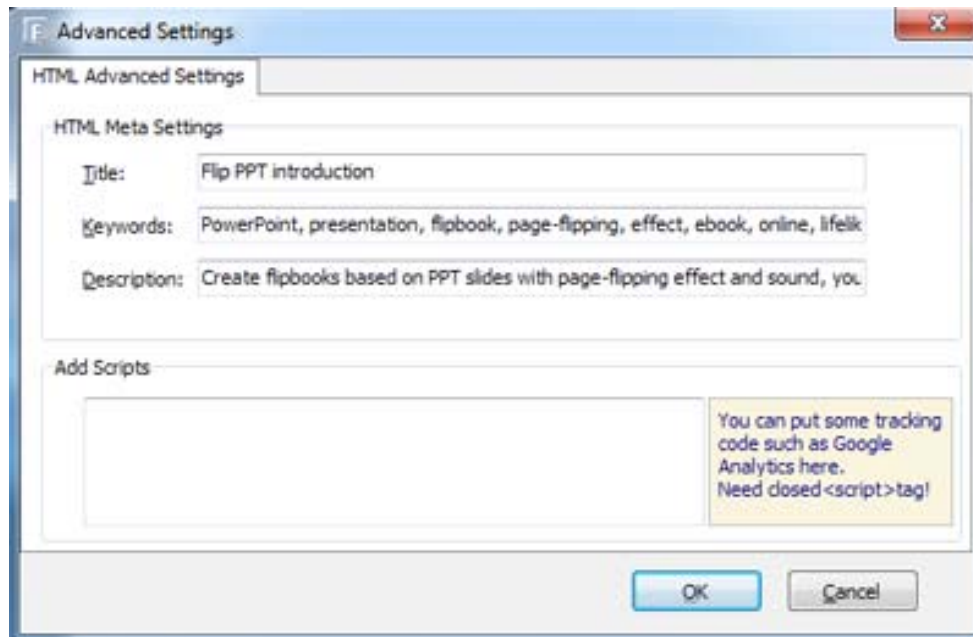 Advanced Settings
HTML Advanced Settings
HTML Meta Settings
Title: Flip PPT introduction
Keywords: PowerPoint, presentation, flipbook, page-flipping, effect, ebook, online, lifelik
Description: Create flipbooks based on PPT slides with page-flipping effect and sound, you
Add Scripts
You can put some tracking
code such as Google
Analytics here.
Need closed<script>tag!
OK Cancel